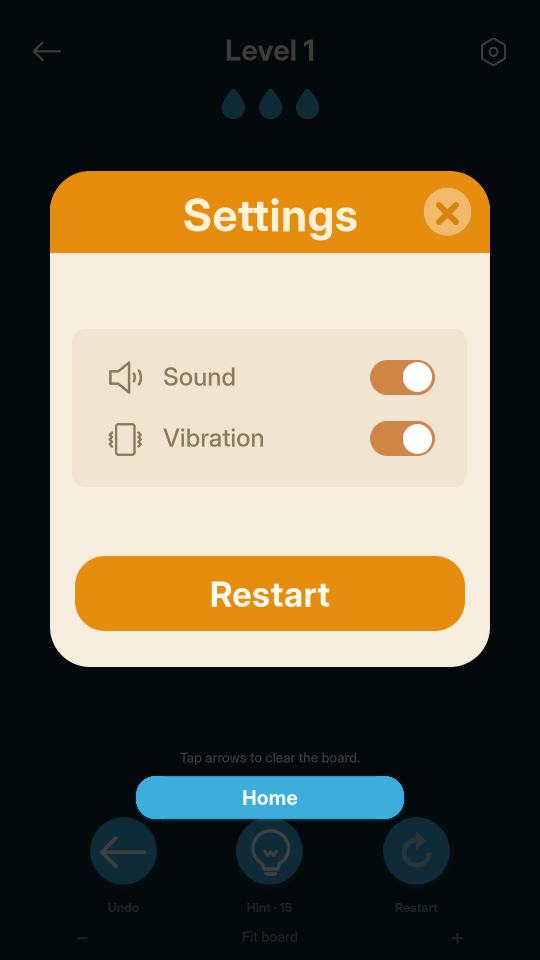 Level 1
Settings
Sound
Vibration
Restart
Tap arrows to clear the board.
Home
Undo
Hint · 15
Restart
Fit board